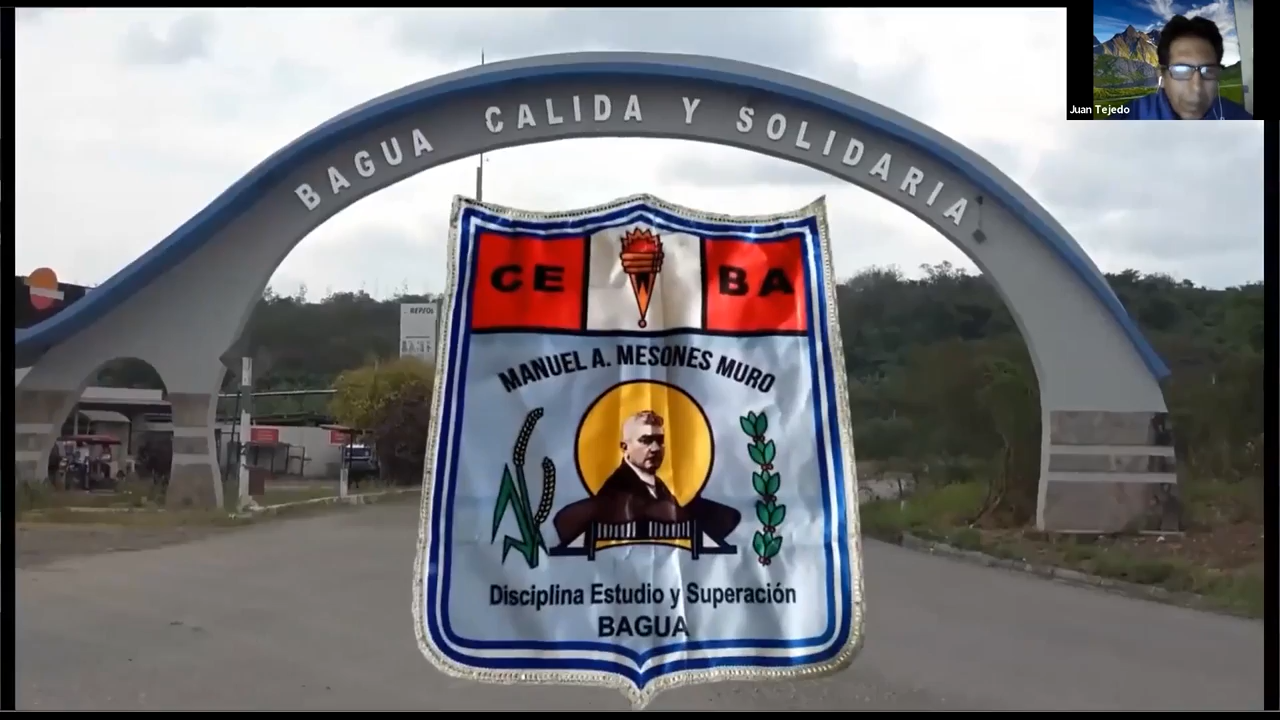 BAGUA CALIDA Y SOLIDARIA
Juan Tejedo
REPSOL
CE BA
MANUEL A. MESONES MURO
Disciplina Estudio y Superación
BAGUA